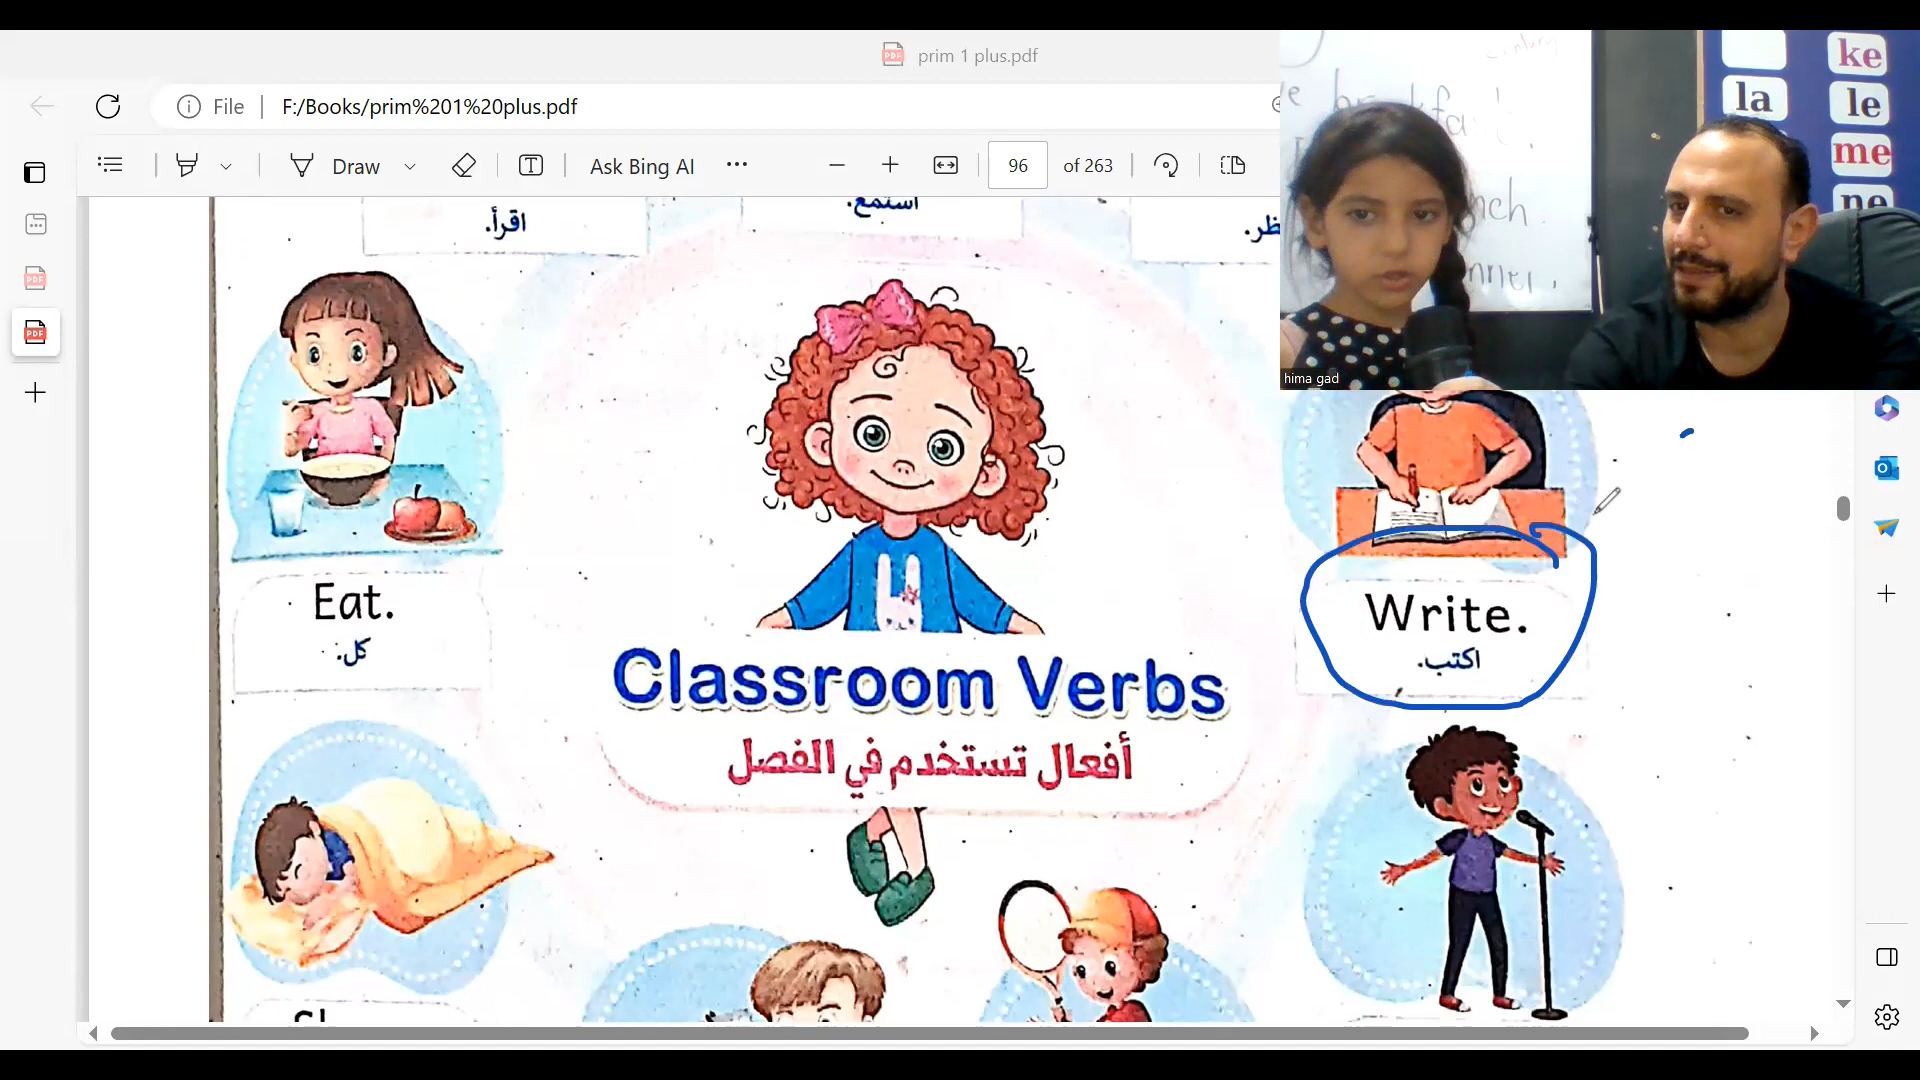 prim 1 plus.pdf
File
F:/Books/prim%201%20plus.pdf
Draw
Ask Bing AI
96 of 263
اقرأ.
استمع.
ke
la
le
me
ne
hima gad
Eat.
كل.
Write.
اكتب.
Classroom Verbs
أفعال تستخدم في الفصل